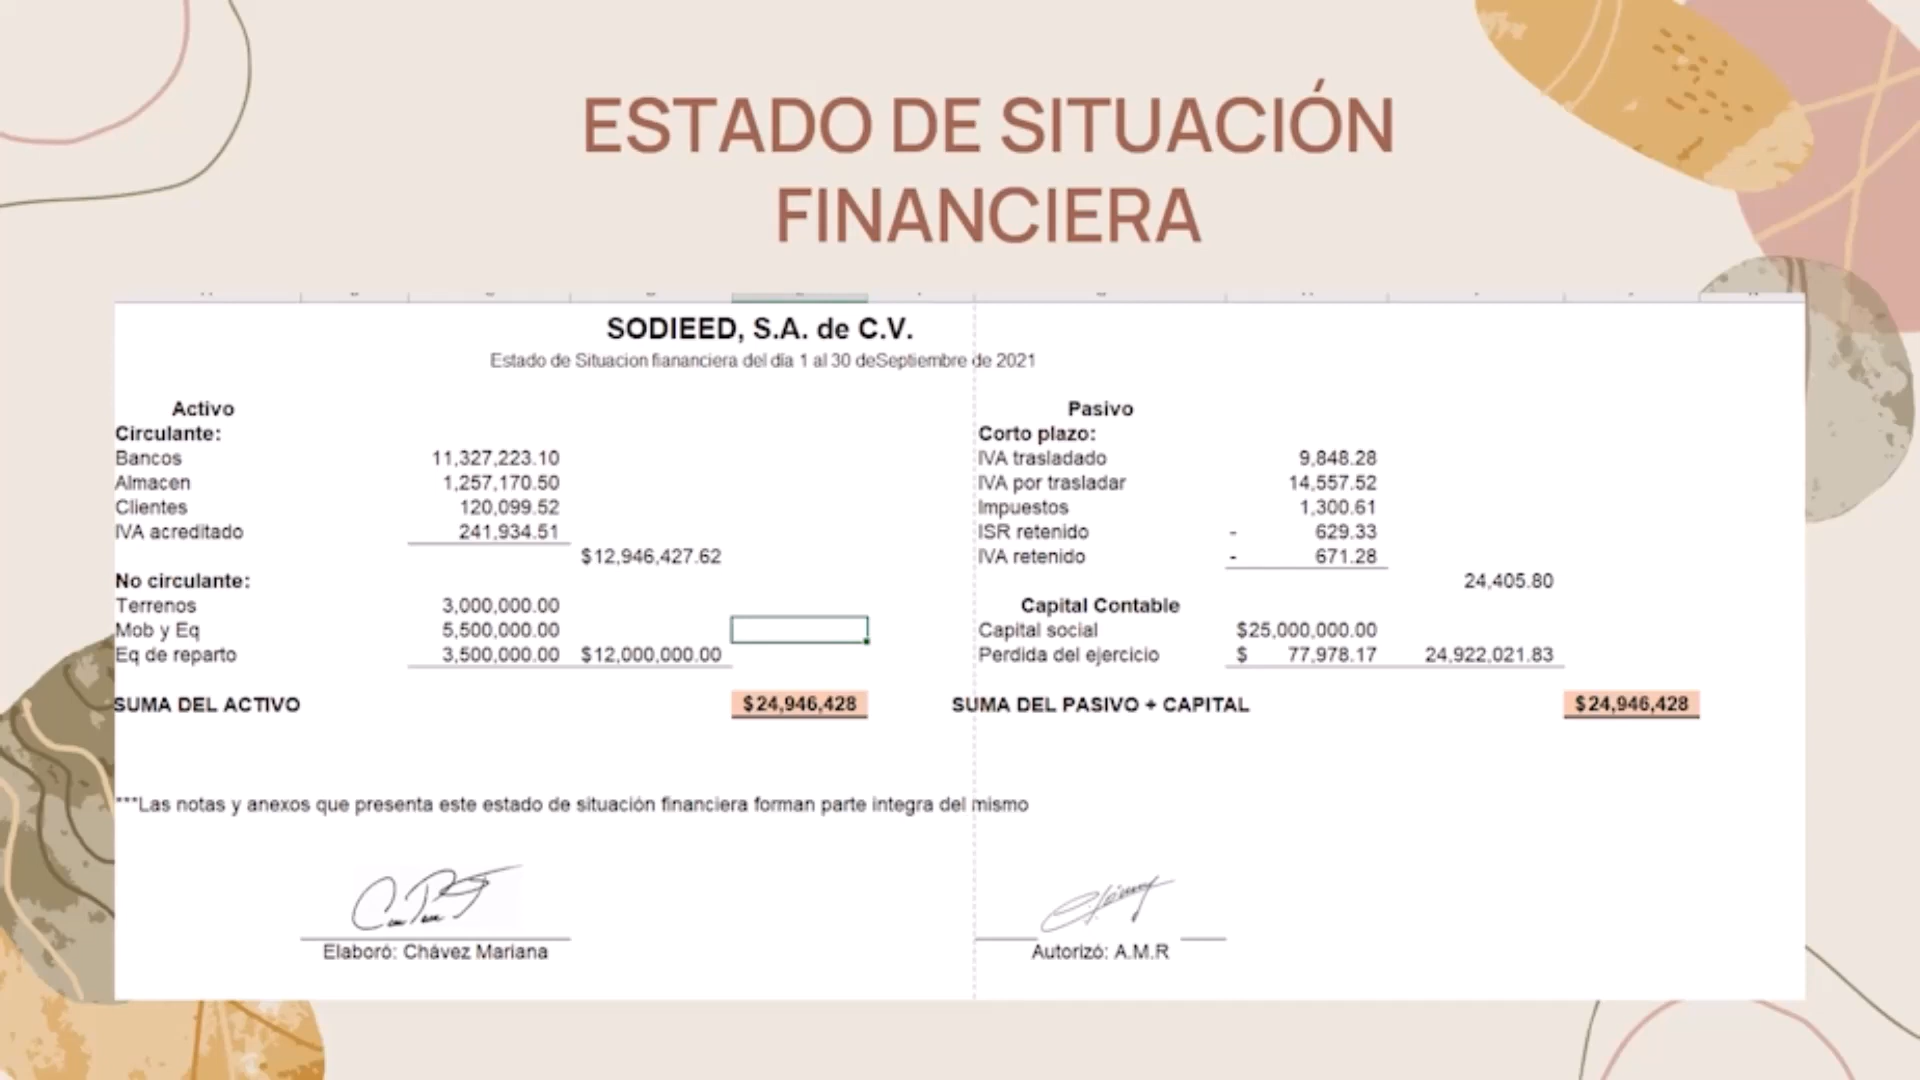 ESTADO DE SITUACIÓN
FINANCIERA
SODIEED, S.A. de C.V.
Estado de Situacion fiananciera del día 1 al 30 deSeptiembre de 2021
Activo
Circulante:
Bancos 11,327,223.10
Almacen 1,257,170.50
Clientes 120,099.52
IVA acreditado 241,934.51
$12,946,427.62
No circulante:
Terrenos 3,000,000.00
Mob y Eq 5,500,000.00
Eq de reparto 3,500,000.00 $12,000,000.00
SUMA DEL ACTIVO $24,946,428
Pasivo
Corto plazo:
IVA trasladado 9,848.28
IVA por trasladar 14,557.52
Impuestos 1,300.61
ISR retenido - 629.33
IVA retenido - 671.28
24,405.80
Capital Contable
Capital social $25,000,000.00
Perdida del ejercicio $ 77,978.17 24,922,021.83
SUMA DEL PASIVO + CAPITAL $24,946,428
***Las notas y anexos que presenta este estado de situación financiera forman parte integra del mismo
Elaboró: Chávez Mariana
Autorizó: A.M.R